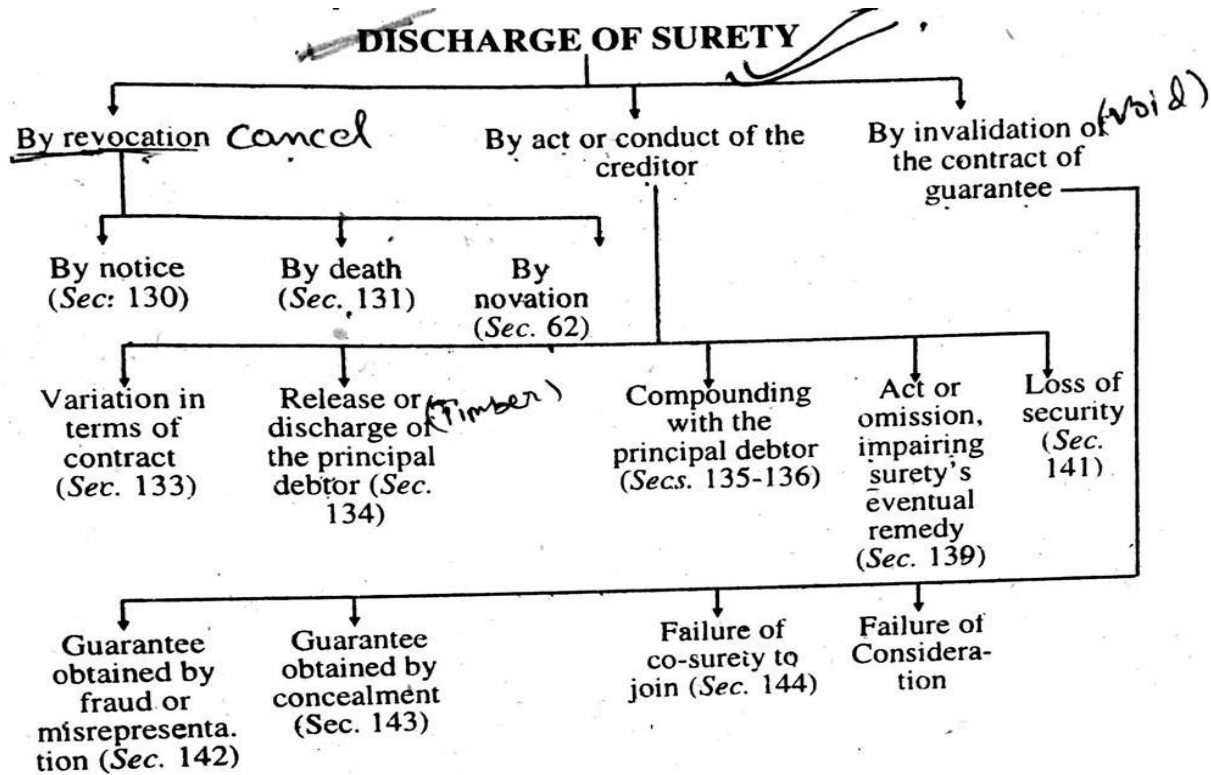 DISCHARGE OF SURETY
By revocation Cancel
By act or conduct of the
creditor
By invalidation of (void)
the contract of
guarantee
By notice
(Sec: 130)
By death
(Sec. 131)
By
novation
(Sec. 62)
Variation in
terms of
contract
(Sec. 133)
Release or
discharge of (Timber)
the principal
debtor (Sec.
134)
Compounding
with the
principal debtor
(Secs. 135-136)
Act or
omission,
impairing
surety's
eventual
remedy
(Sec. 139)
Loss of
security
(Sec.
141)
Guarantee
obtained by
fraud or
misrepresenta.
tion (Sec. 142)
Guarantee
obtained by
concealment
(Sec. 143)
Failure of
co-surety to
join (Sec. 144)
Failure of
Considera-
tion